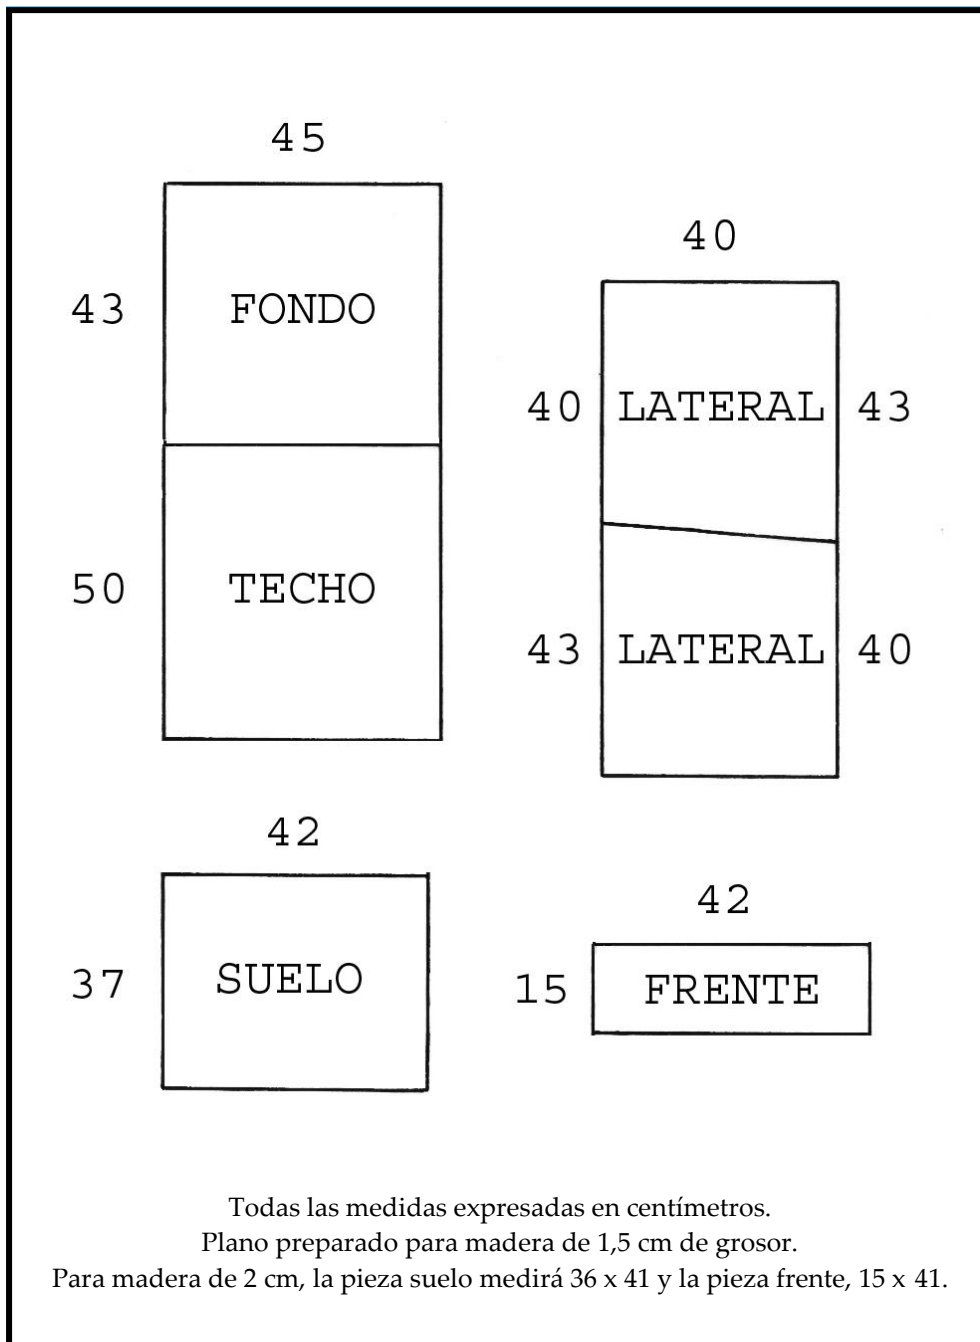 45
43
FONDO
50
TECHO
40
40 LATERAL 43
43 LATERAL 40
42
37
SUELO
42
15 FRENTE
Todas las medidas expresadas en centímetros.
Plano preparado para madera de 1,5 cm de grosor.
Para madera de 2 cm, la pieza suelo medirá 36 x 41 y la pieza frente, 15 x 41.